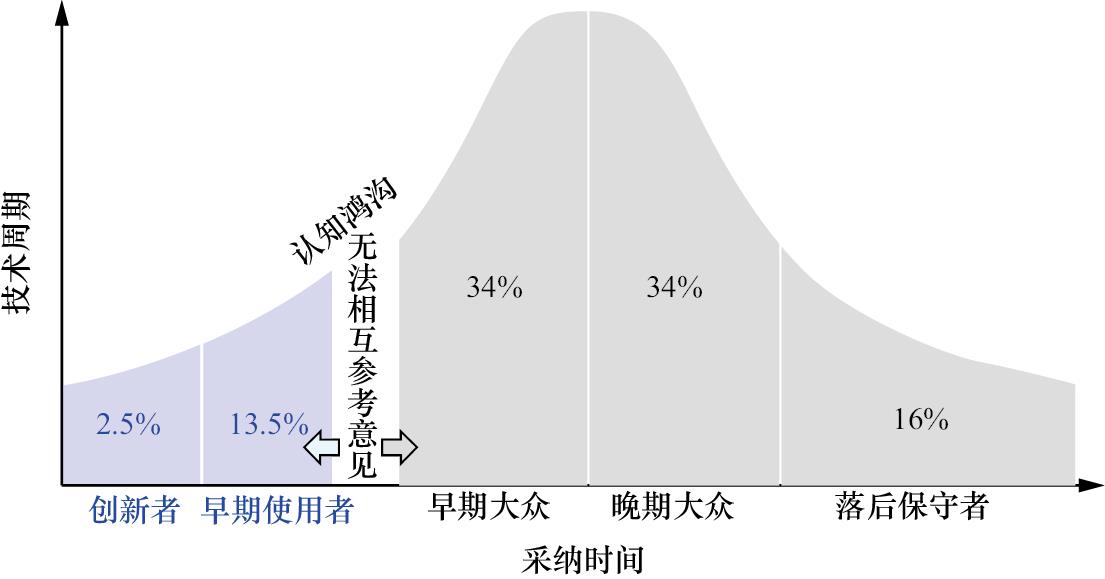 技术周期
认知鸿沟
无法相互参考意见
2.5%
13.5%
34%
34%
16%
创新者
早期使用者
早期大众
晚期大众
落后保守者
采纳时间